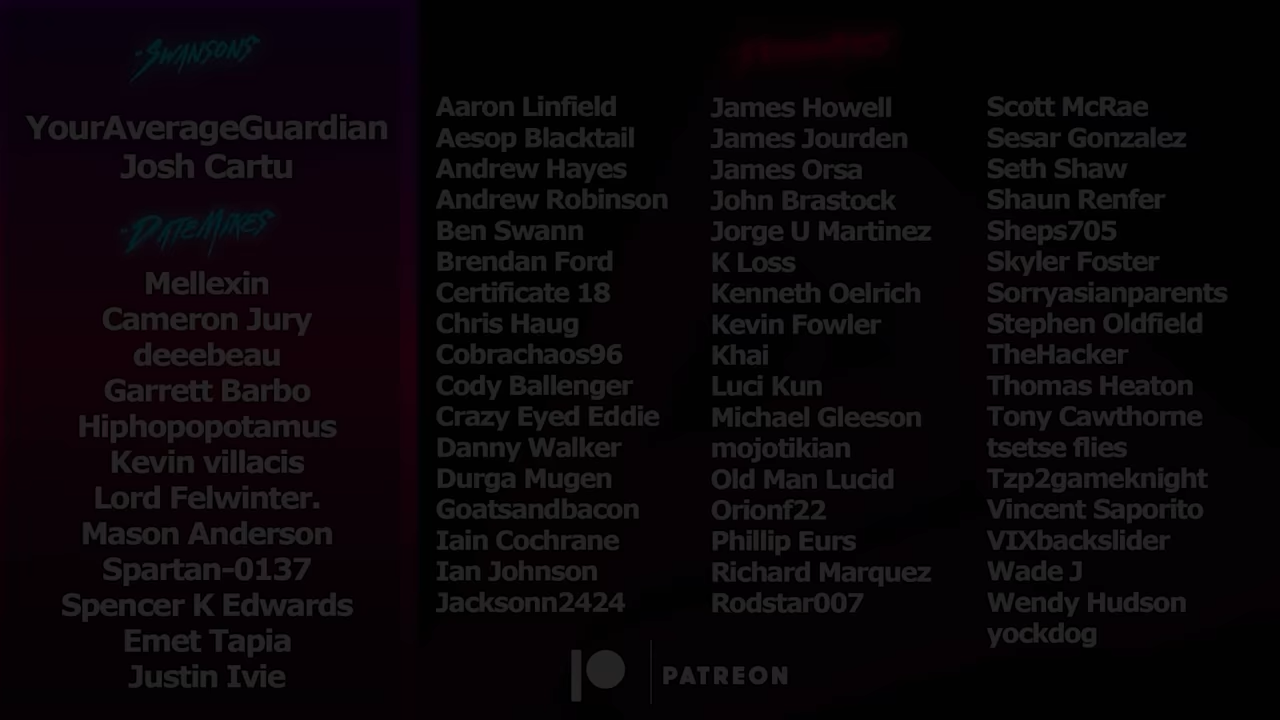 -Swansons
YourAverageGuardian
Josh Cartu
-DateMikes
Mellexin
Cameron Jury
deeebeau
Garrett Barbo
Hiphopopotamus
Kevin villacis
Lord Felwinter.
Mason Anderson
Spartan-0137
Spencer K Edwards
Emet Tapia
Justin Ivie
Aaron Linfield
Aesop Blacktail
Andrew Hayes
Andrew Robinson
Ben Swann
Brendan Ford
Certificate 18
Chris Haug
Cobrachaos96
Cody Ballenger
Crazy Eyed Eddie
Danny Walker
Durga Mugen
Goatsandbacon
Iain Cochrane
Ian Johnson
Jacksonn2424
James Howell
James Jourden
James Orsa
John Brastock
Jorge U Martinez
K Loss
Kenneth Oelrich
Kevin Fowler
Khai
Luci Kun
Michael Gleeson
mojotikian
Old Man Lucid
Orionf22
Phillip Eurs
Richard Marquez
Rodstar007
Scott McRae
Sesar Gonzalez
Seth Shaw
Shaun Renfer
Sheps705
Skyler Foster
Sorryasianparents
Stephen Oldfield
TheHacker
Thomas Heaton
Tony Cawthorne
tsetse flies
Tzp2gameknight
Vincent Saporito
VIXbackslider
Wade J
Wendy Hudson
yockdog
PATREON